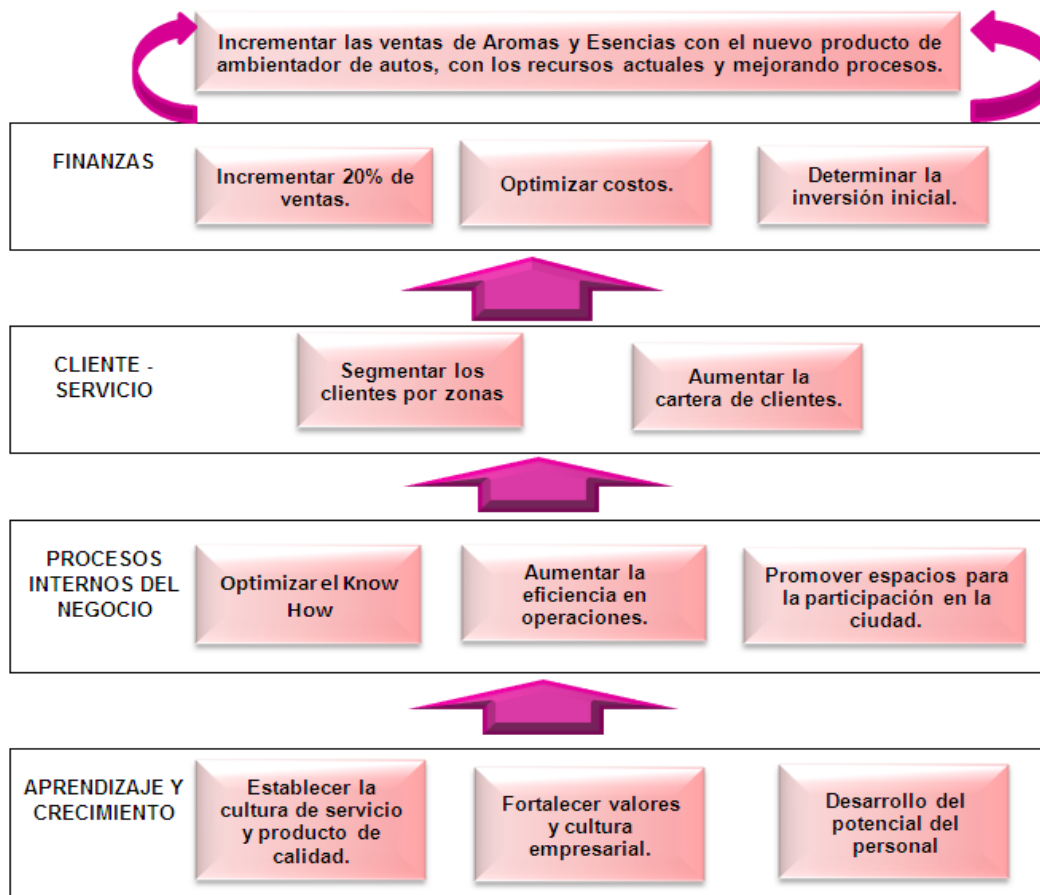 Incrementar las ventas de Aromas y Esencias con el nuevo producto de
ambientador de autos, con los recursos actuales y mejorando procesos.
FINANZAS
Incrementar 20% de
ventas.
Optimizar costos.
Determinar la
inversión inicial.
CLIENTE -
SERVICIO
Segmentar los
clientes por zonas
Aumentar la
cartera de clientes.
PROCESOS
INTERNOS DEL
NEGOCIO
Optimizar el Know
How
Aumentar la
eficiencia en
operaciones.
Promover espacios para
la participación en la
ciudad.
APRENDIZAJE Y
CRECIMIENTO
Establecer la
cultura de servicio
y producto de
calidad.
Fortalecer valores
y cultura
empresarial.
Desarrollo del
potencial del
personal